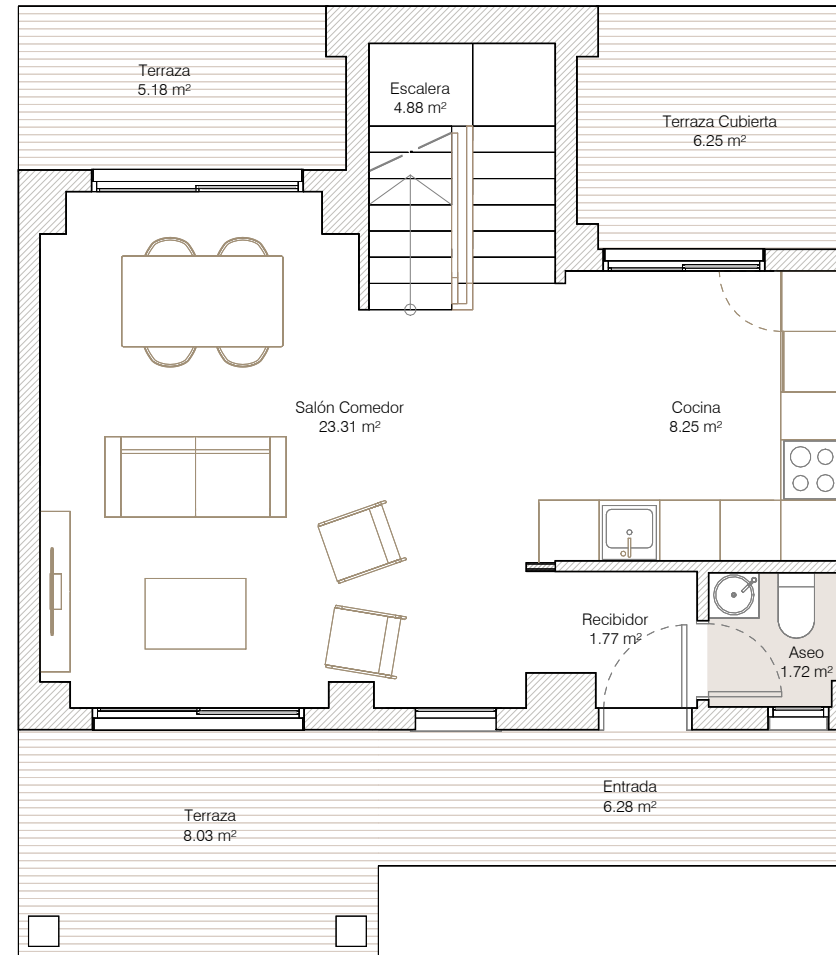 Terraza
5.18 m²
Escalera
4.88 m²
Terraza Cubierta
6.25 m²
Salón Comedor
23.31 m²
Cocina
8.25 m²
Recibidor
1.77 m²
Aseo
1.72 m²
Entrada
6.28 m²
Terraza
8.03 m²